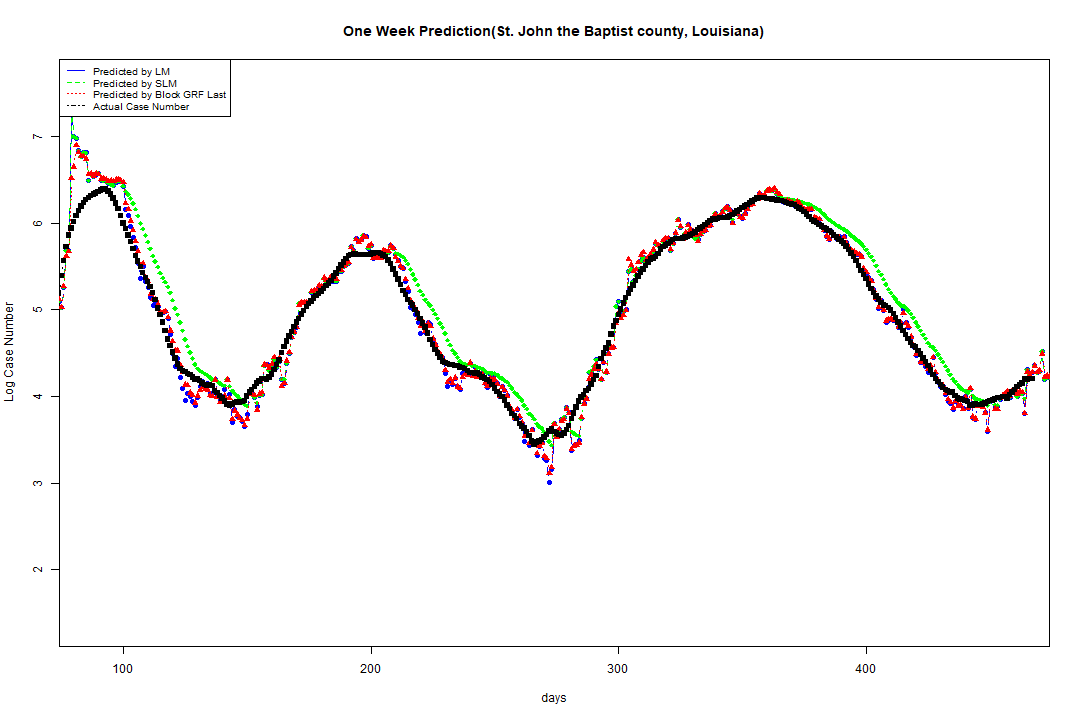 One Week Prediction(St. John the Baptist county, Louisiana)
Predicted by LM
Predicted by SLM
Predicted by Block GRF Last
Actual Case Number
7
6
5
4
3
2
Log Case Number
100 200 300 400
days